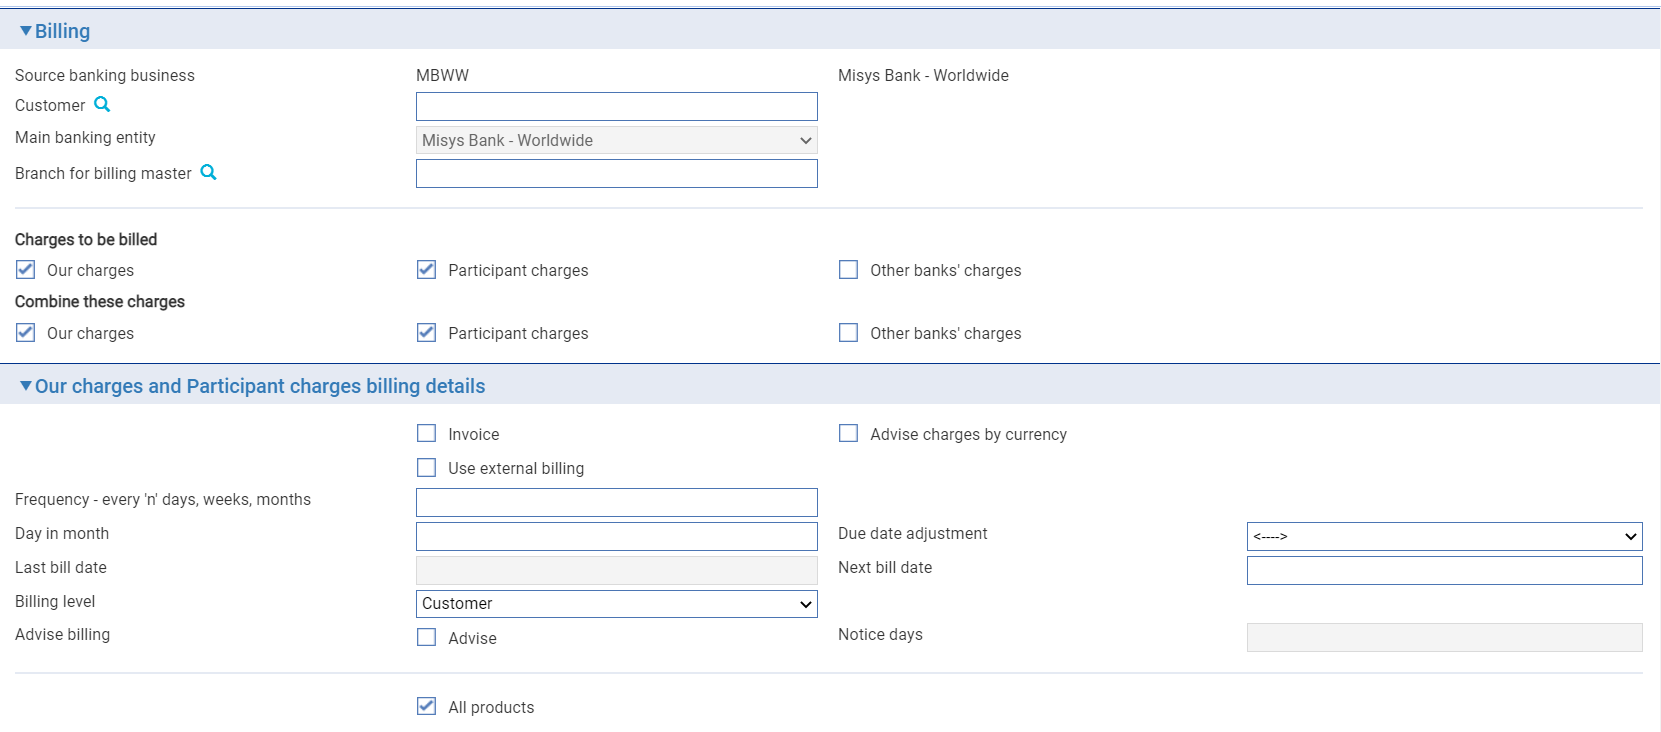 Billing
Source banking business MBWW Misys Bank - Worldwide
Customer
Main banking entity Misys Bank - Worldwide
Branch for billing master
Charges to be billed
Our charges Participant charges Other banks' charges
Combine these charges
Our charges Participant charges Other banks' charges
Our charges and Participant charges billing details
Invoice Advise charges by currency
Use external billing
Frequency - every 'n' days, weeks, months
Day in month Due date adjustment <---->
Last bill date Next bill date
Billing level Customer
Advise billing Advise Notice days
All products